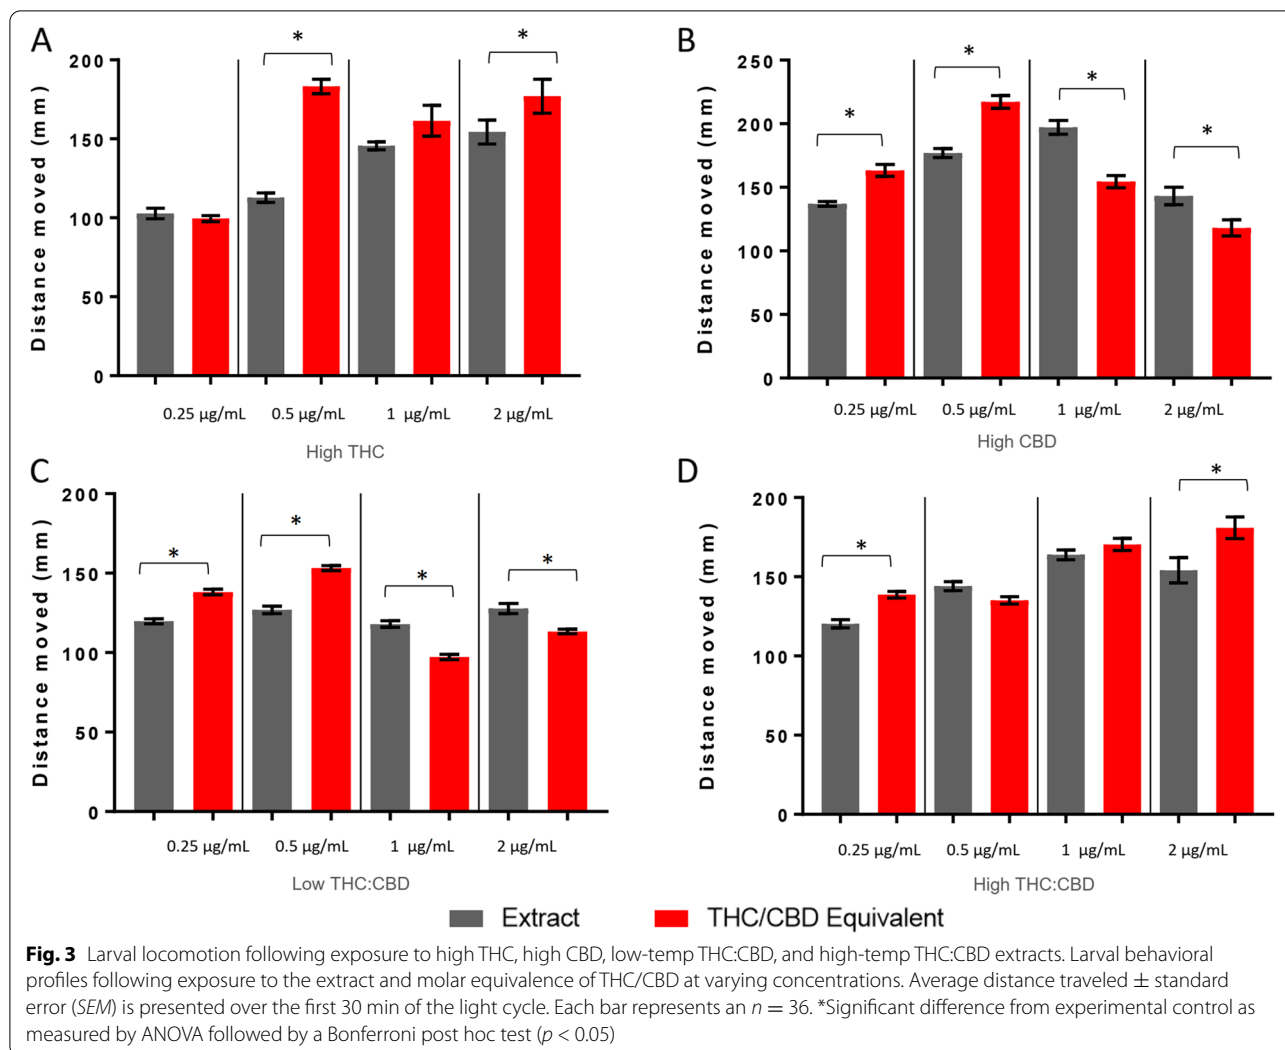 A
Distance moved (mm)
200
150
100
50
0
*
*
0.25 µg/mL
0.5 µg/mL
1 µg/mL
2 µg/mL
High THC
B
Distance moved (mm)
250
200
150
100
50
0
*
*
*
*
0.25 µg/mL
0.5 µg/mL
1 µg/mL
2 µg/mL
High CBD
C
Distance moved (mm)
200
150
100
50
0
*
*
*
*
0.25 µg/mL
0.5 µg/mL
1 µg/mL
2 µg/mL
Low THC:CBD
D
Distance moved (mm)
200
150
100
50
0
*
*
0.25 µg/mL
0.5 µg/mL
1 µg/mL
2 µg/mL
High THC:CBD
Extract
THC/CBD Equivalent
Fig. 3 Larval locomotion following exposure to high THC, high CBD, low-temp THC:CBD, and high-temp THC:CBD extracts. Larval behavioral
profiles following exposure to the extract and molar equivalence of THC/CBD at varying concentrations. Average distance traveled ± standard
error (SEM) is presented over the first 30 min of the light cycle. Each bar represents an n = 36. *Significant difference from experimental control as
measured by ANOVA followed by a Bonferroni post hoc test (p < 0.05)